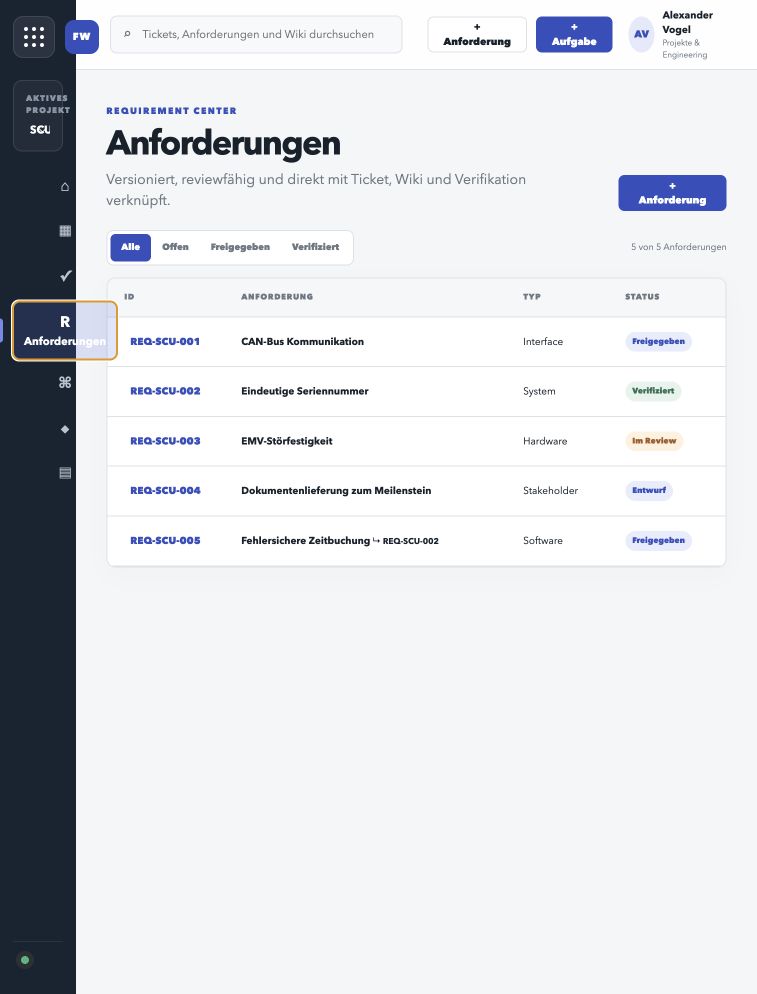 FW
Tickets, Anforderungen und Wiki durchsuchen
+ Anforderung
+ Aufgabe
AV
Alexander Vogel
Projekte & Engineering
AKTIVES
PROJEKT
REQUIREMENT CENTER
Anforderungen
Versioniert, reviewfähig und direkt mit Ticket, Wiki und Verifikation
verknüpft.
+
Anforderung
Alle Offen Freigegeben Verifiziert
5 von 5 Anforderungen
ID ANFORDERUNG TYP STATUS
R
Anforderungen
REQ-SCU-001 CAN-Bus Kommunikation Interface Freigegeben
REQ-SCU-002 Eindeutige Seriennummer System Verifiziert
REQ-SCU-003 EMV-Störfestigkeit Hardware Im Review
REQ-SCU-004 Dokumentenlieferung zum Meilenstein Stakeholder Entwurf
REQ-SCU-005 Fehlersichere Zeitbuchung ↳ REQ-SCU-002 Software Freigegeben